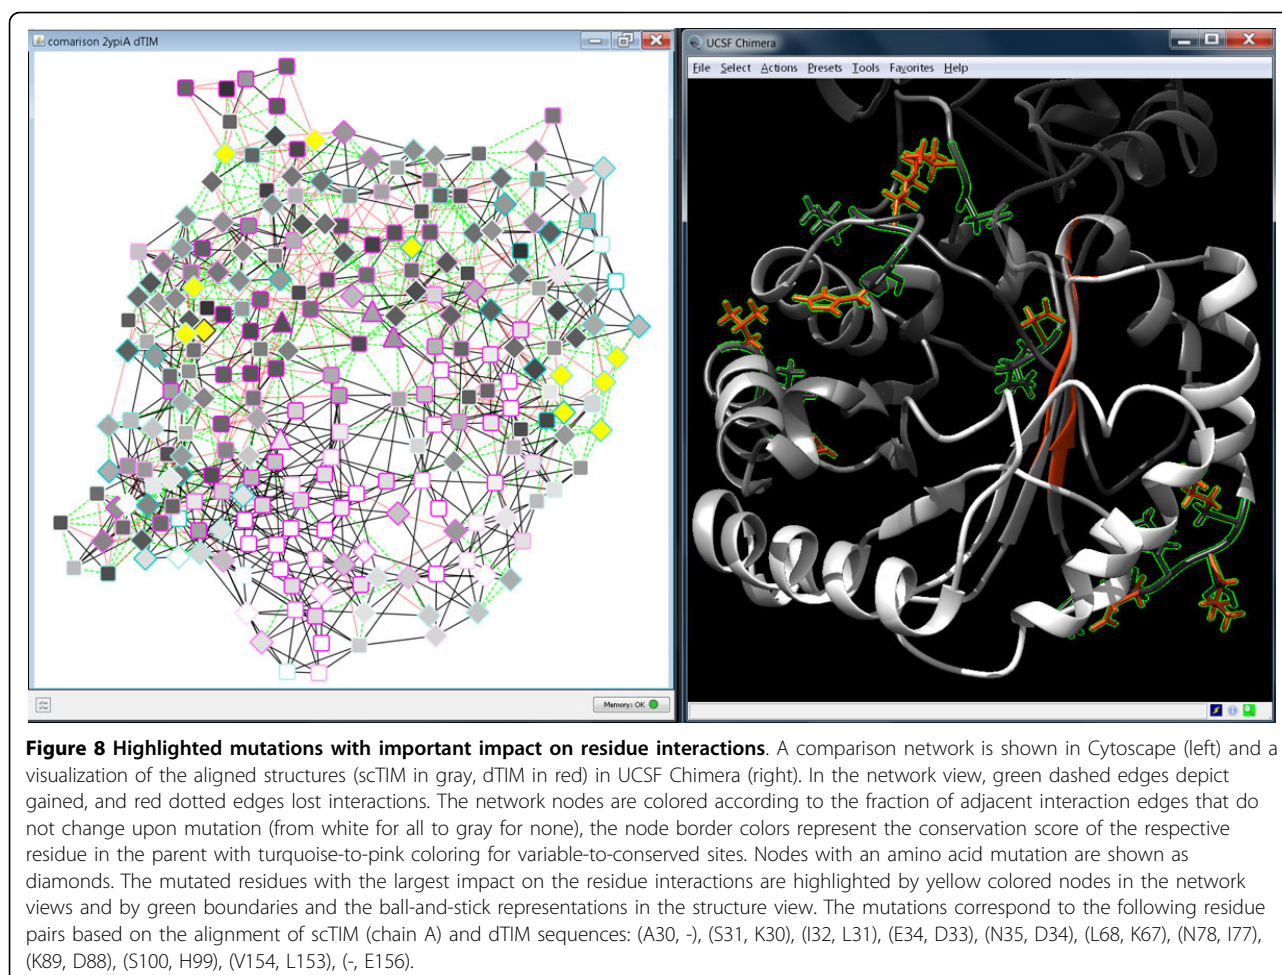 comarison 2ypiA dTIM
Memory: OK
UCSF Chimera
File Select Actions Presets Tools Favorites Help
Figure 8 Highlighted mutations with important impact on residue interactions. A comparison network is shown in Cytoscape (left) and a
visualization of the aligned structures (scTIM in gray, dTIM in red) in UCSF Chimera (right). In the network view, green dashed edges depict
gained, and red dotted edges lost interactions. The network nodes are colored according to the fraction of adjacent interaction edges that do
not change upon mutation (from white for all to gray for none), the node border colors represent the conservation score of the respective
residue in the parent with turquoise-to-pink coloring for variable-to-conserved sites. Nodes with an amino acid mutation are shown as
diamonds. The mutated residues with the largest impact on the residue interactions are highlighted by yellow colored nodes in the network
views and by green boundaries and the ball-and-stick representations in the structure view. The mutations correspond to the following residue
pairs based on the alignment of scTIM (chain A) and dTIM sequences: (A30, -), (S31, K30), (I32, L31), (E34, D33), (N35, D34), (L68, K67), (N78, I77),
(K89, D88), (S100, H99), (V154, L153), (-, E156).